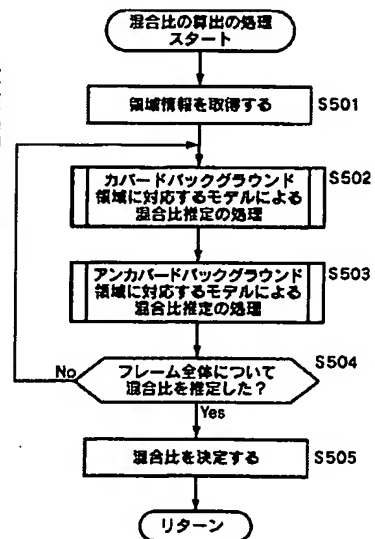 混合比の算出の処理
スタート
領域情報を取得する
S501
カバードバックグラウンド
領域に対応するモデルによる
混合比推定の処理
S502
アンカバードバックグラウンド
領域に対応するモデルによる
混合比推定の処理
S503
フレーム全体について
混合比を推定した？
S504
No
Yes
混合比を決定する
S505
リターン